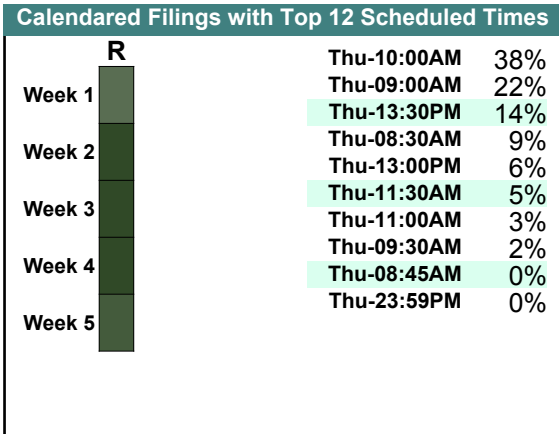 Calendared Filings with Top 12 Scheduled Times
R
Week 1
Week 2
Week 3
Week 4
Week 5
Thu-10:00AM 38%
Thu-09:00AM 22%
Thu-13:30PM 14%
Thu-08:30AM 9%
Thu-13:00PM 6%
Thu-11:30AM 5%
Thu-11:00AM 3%
Thu-09:30AM 2%
Thu-08:45AM 0%
Thu-23:59PM 0%